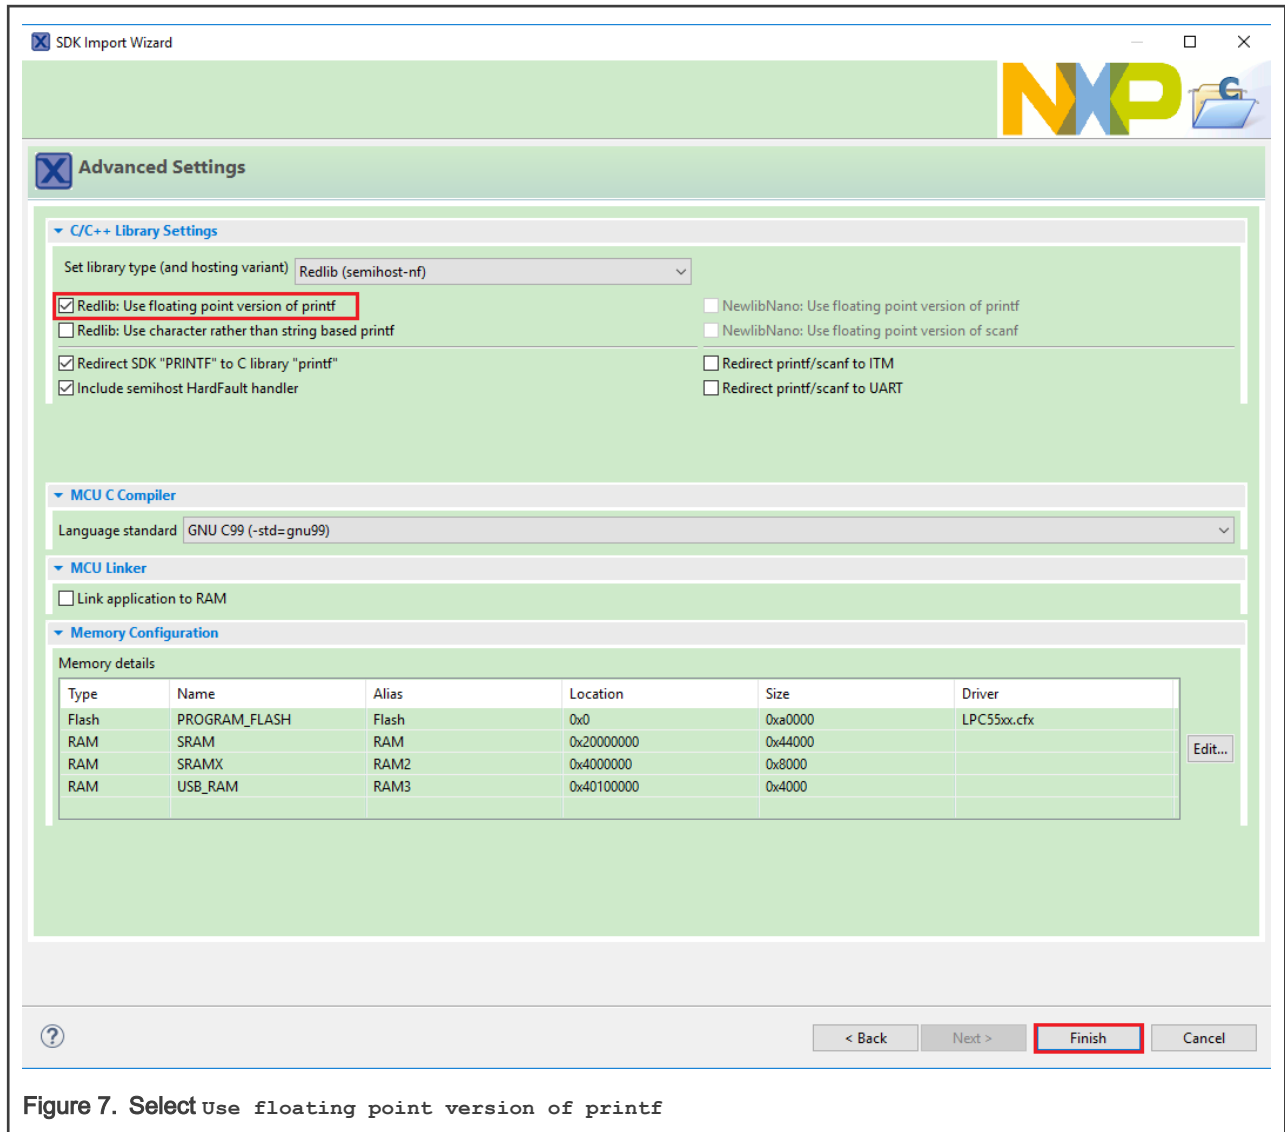 SDK Import Wizard
NXP
C
Advanced Settings
C/C++ Library Settings
Set library type (and hosting variant) Redlib (semihost-nf)
Redlib: Use floating point version of printf NewlibNano: Use floating point version of printf
Redlib: Use character rather than string based printf NewlibNano: Use floating point version of scanf
Redirect SDK "PRINTF" to C library "printf" Redirect printf/scanf to ITM
Include semihost HardFault handler Redirect printf/scanf to UART
MCU C Compiler
Language standard GNU C99 (-std=gnu99)
MCU Linker
Link application to RAM
Memory Configuration
Memory details
Type Name Alias Location Size Driver
Flash PROGRAM_FLASH Flash 0x0 0xa0000 LPC55xx.cfx
RAM SRAM RAM 0x20000000 0x44000
RAM SRAMX RAM2 0x4000000 0x8000
RAM USB_RAM RAM3 0x40100000 0x4000
Edit...
? < Back Next > Finish Cancel
Figure 7. Select Use floating point version of printf